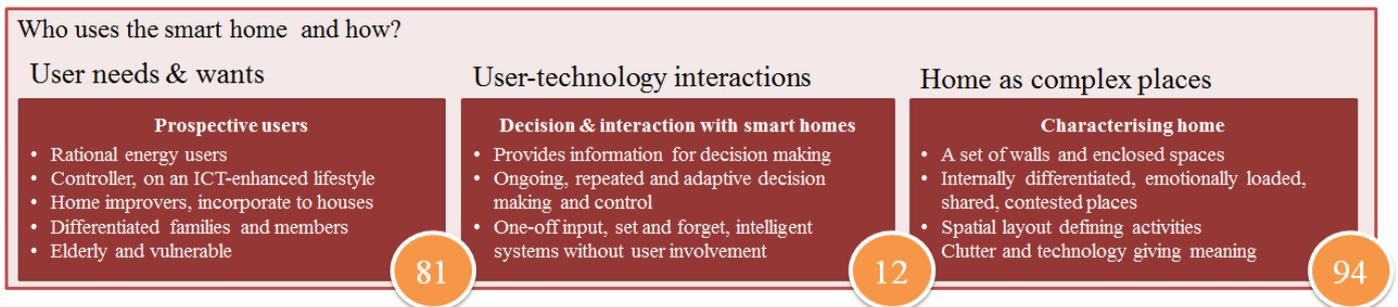 Who uses the smart home and how?
User needs & wants
Prospective users
• Rational energy users
• Controller, on an ICT-enhanced lifestyle
• Home improvers, incorporate to houses
• Differentiated families and members
• Elderly and vulnerable
81
User-technology interactions
Decision & interaction with smart homes
• Provides information for decision making
• Ongoing, repeated and adaptive decision
making and control
• One-off input, set and forget, intelligent
systems without user involvement
12
Home as complex places
Characterising home
• A set of walls and enclosed spaces
• Internally differentiated, emotionally loaded,
shared, contested places
• Spatial layout defining activities
• Clutter and technology giving meaning
94